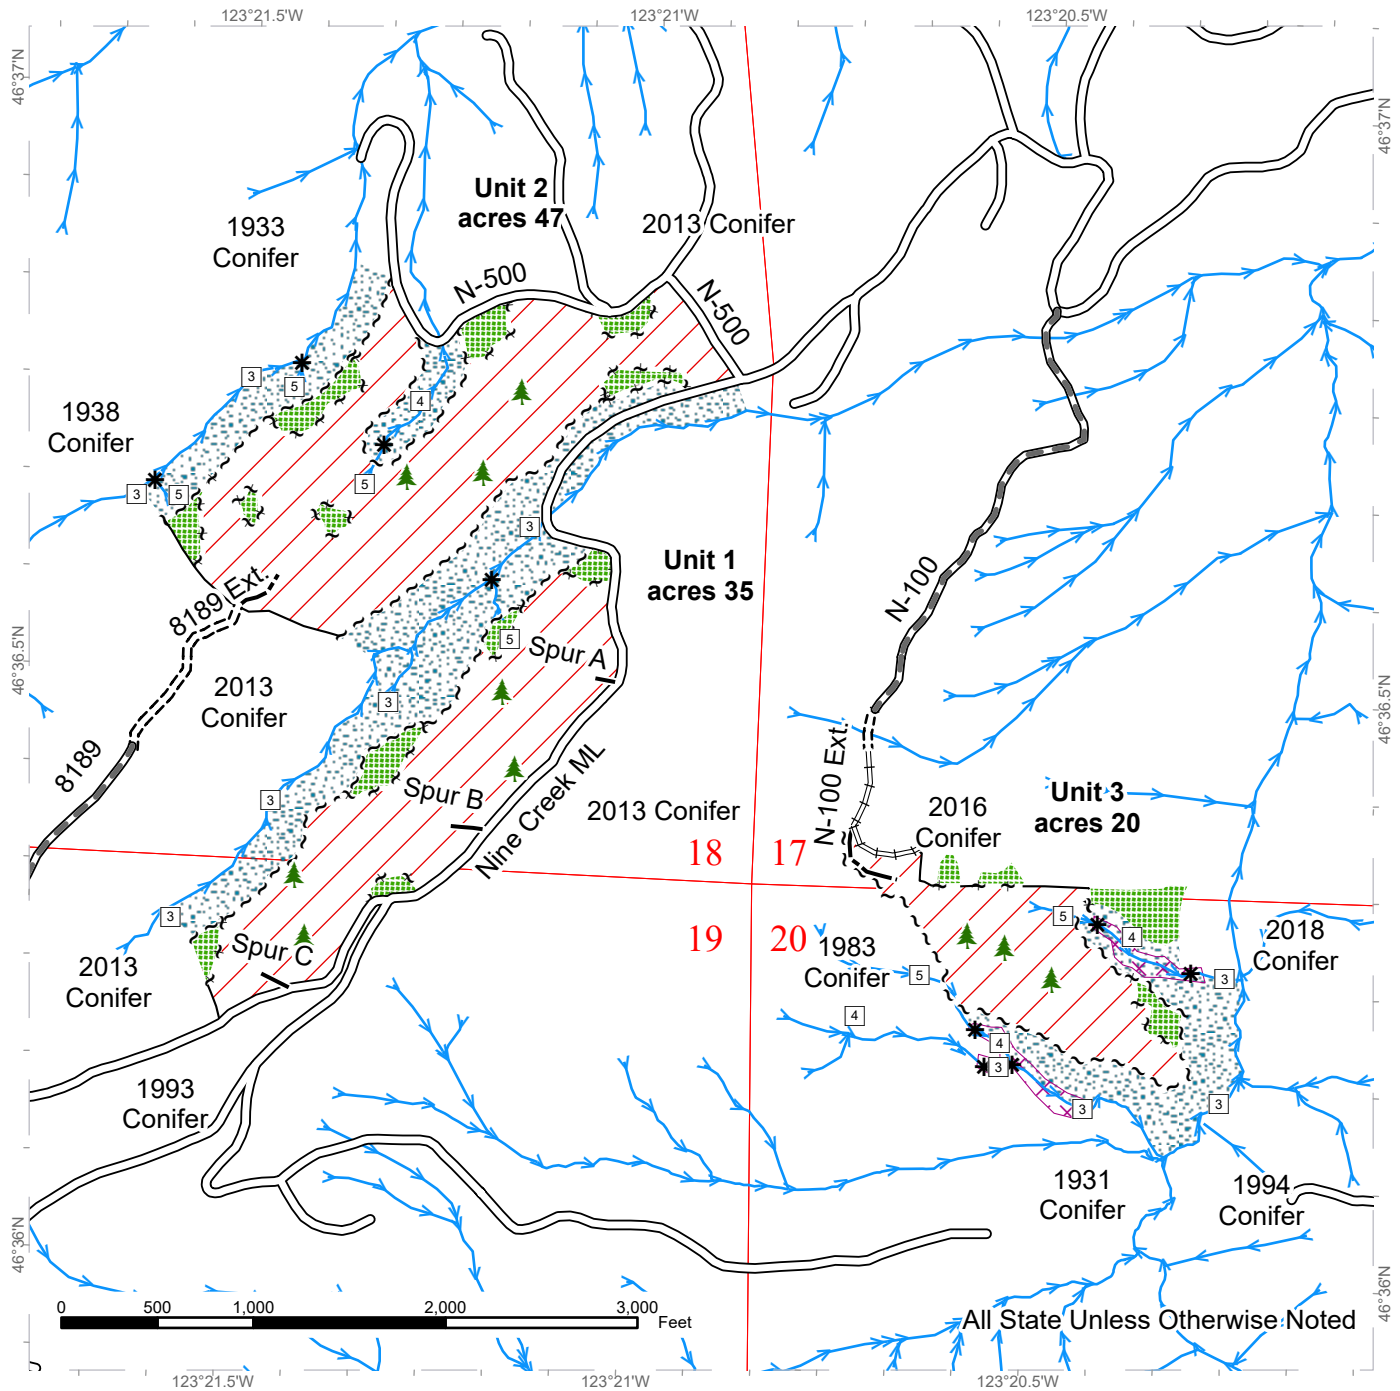 123°21.5'W
123°21'W
123°20.5'W
46°37'N
46°37'N
Unit 2
acres 47
2013 Conifer
1933
Conifer
N-500
N-500
3
5
4
1938
Conifer
3
5
5
3
Unit 1
acres 35
N-100
8189 Ext.
5
Spur A
46°36.5'N
46°36.5'N
2013
Conifer
3
8189
Spur B
Nine Creek ML
2013 Conifer
N-100 Ext.
2016
Conifer
Unit 3
acres 20
3
18
17
19
20
3
5
4
2018
Conifer
Spur C
2013
Conifer
1983
Conifer
5
3
4
4
3
3
3
1993
Conifer
1931
Conifer
1994
Conifer
46°36'N
46°36'N
0
500
1,000
2,000
3,000
Feet
All State Unless Otherwise Noted
123°21.5'W
123°21'W
123°20.5'W